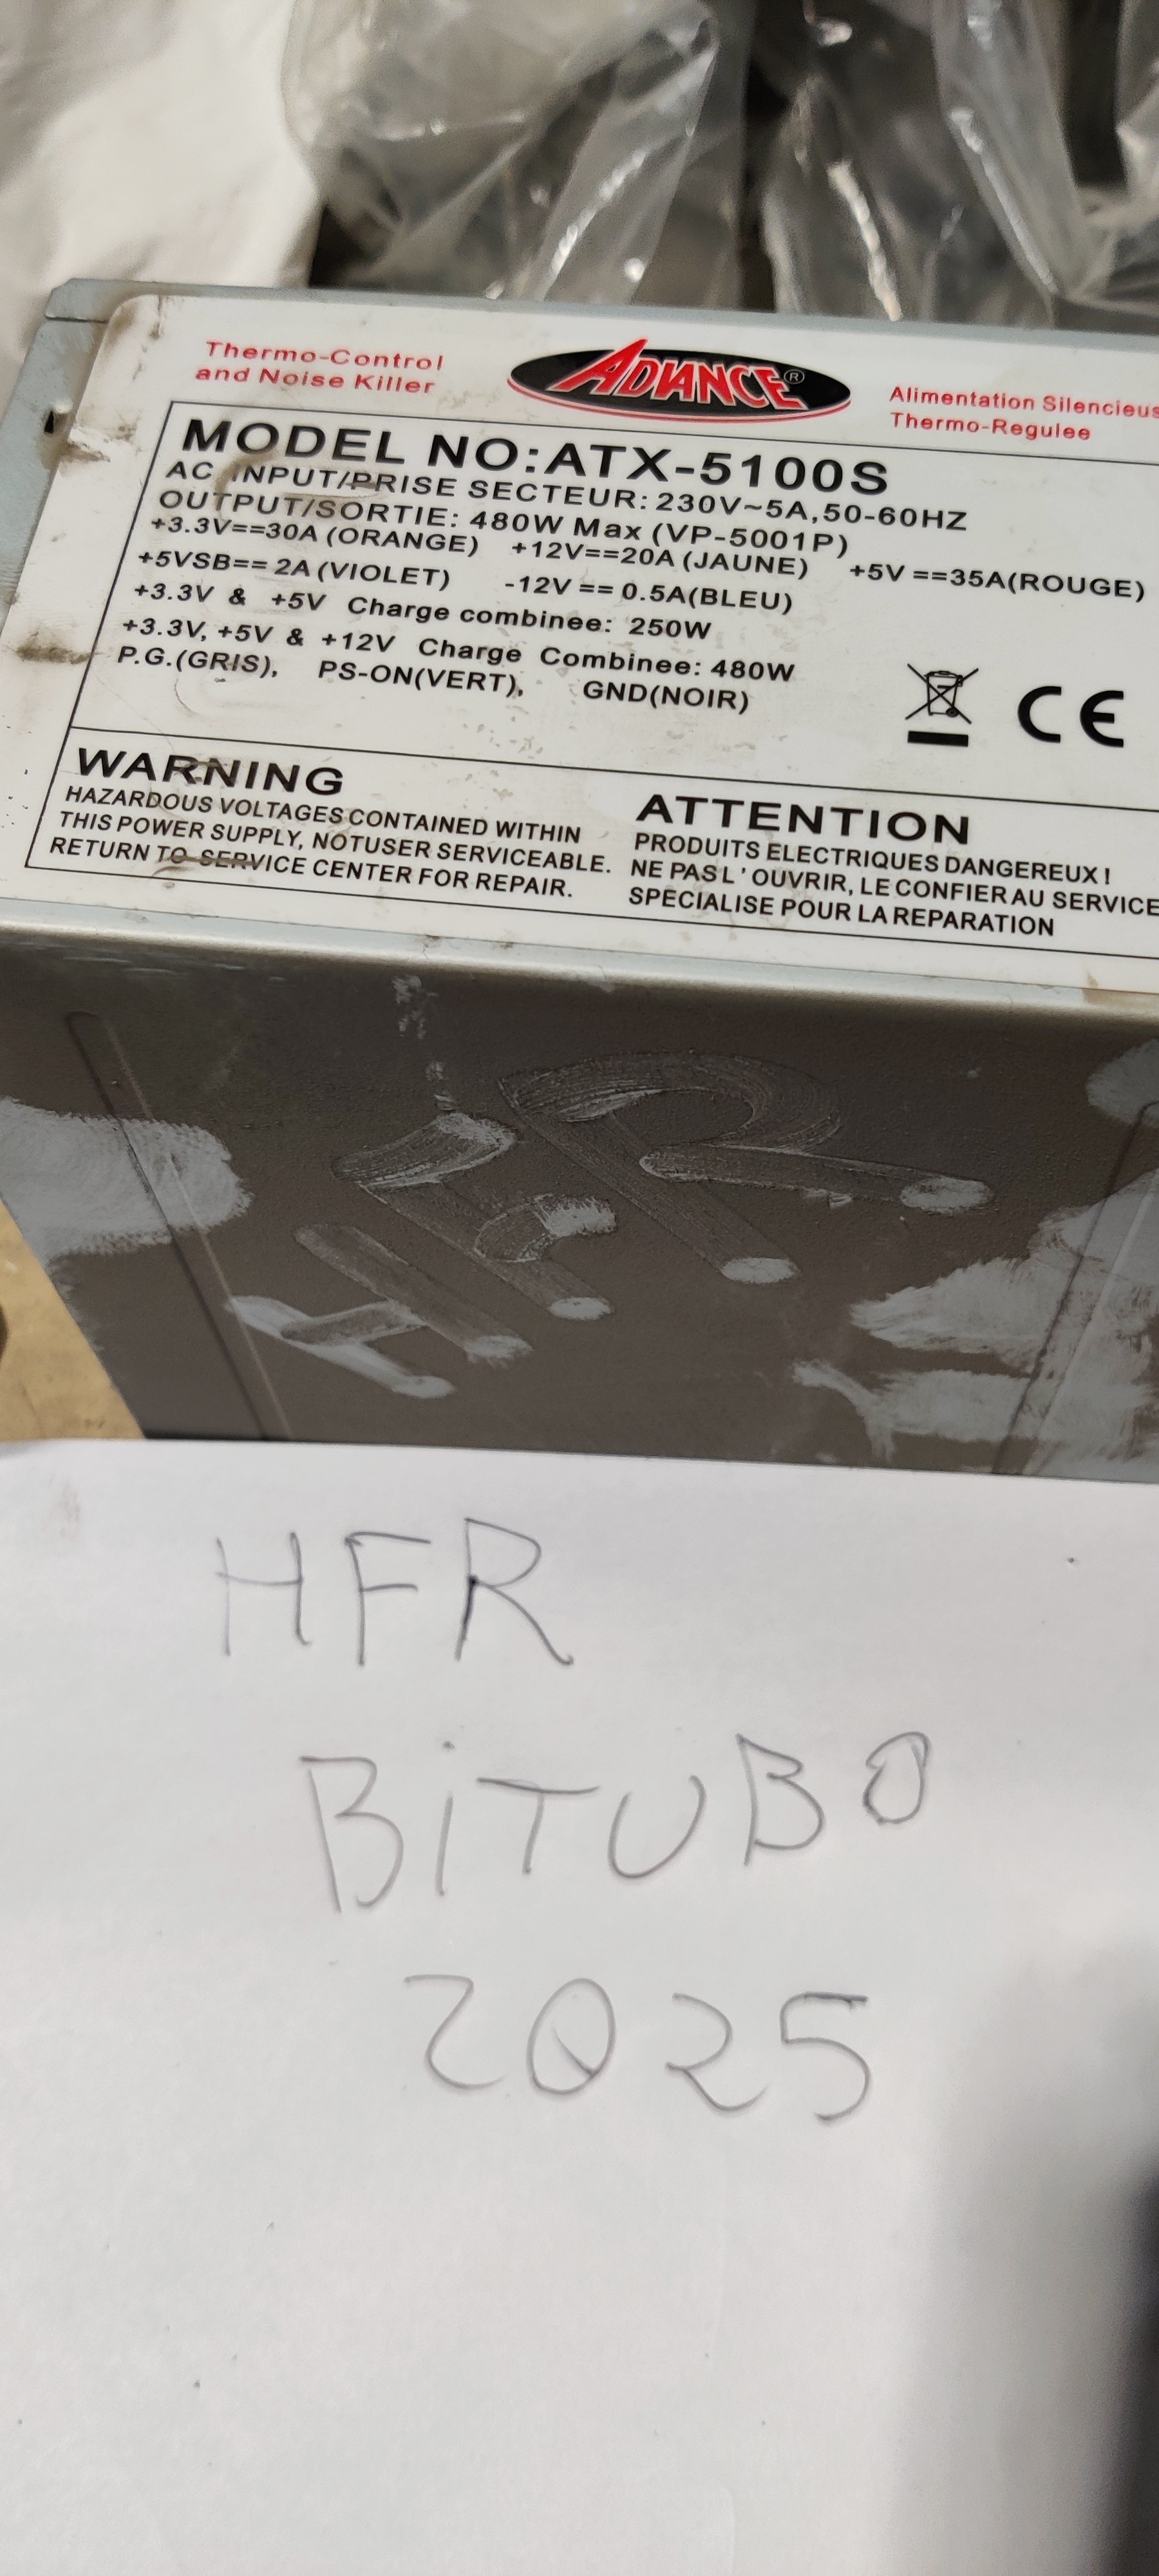 Thermo-Control
and Noise Killer
ADVANCE®
Alimentation Silencieus
Thermo-Regulee
MODEL NO:ATX-5100S
AC INPUT/PRISE SECTEUR: 230V~5A,50-60HZ
OUTPUT/SORTIE: 480W Max (VP-5001P)
+3.3V==30A (ORANGE) +12V==20A (JAUNE) +5V ==35A(ROUGE)
+5VSB== 2A (VIOLET) -12V == 0.5A(BLEU)
+3.3V & +5V Charge combinee: 250W
+3.3V, +5V & +12V Charge Combinee: 480W
P.G.(GRIS), PS-ON(VERT), GND(NOIR)
CE
WARNING
HAZARDOUS VOLTAGES CONTAINED WITHIN
THIS POWER SUPPLY, NOTUSER SERVICEABLE.
RETURN TO SERVICE CENTER FOR REPAIR.
ATTENTION
PRODUITS ELECTRIQUES DANGEREUX !
NE PAS L ' OUVRIR, LE CONFIER AU SERVICE
SPECIALISE POUR LA REPARATION
HFR
HFR
BiTUBO
2025